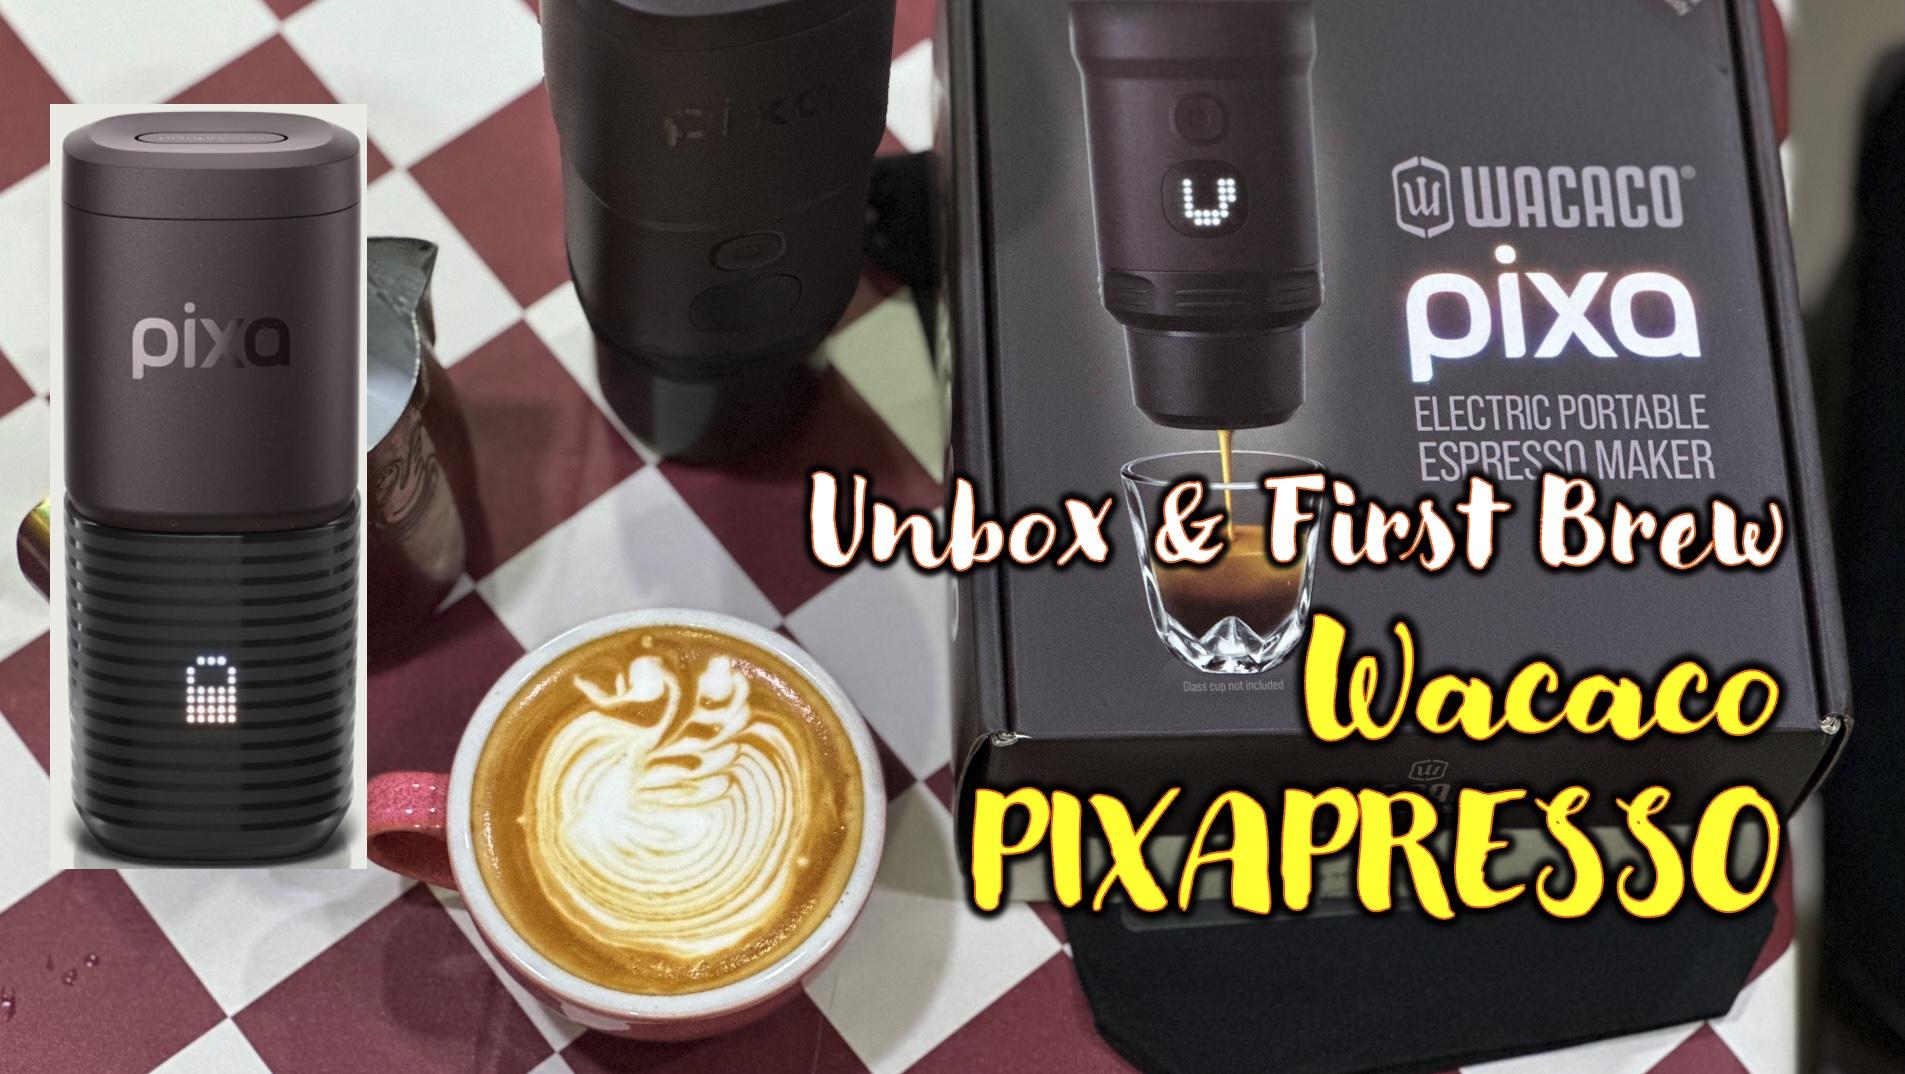 pixa
pixa
WACACO®
pixa
ELECTRIC PORTABLE
ESPRESSO MAKER
Unbox & First Brew
Glass cup not included
Wacaco
PIXAPRESSO